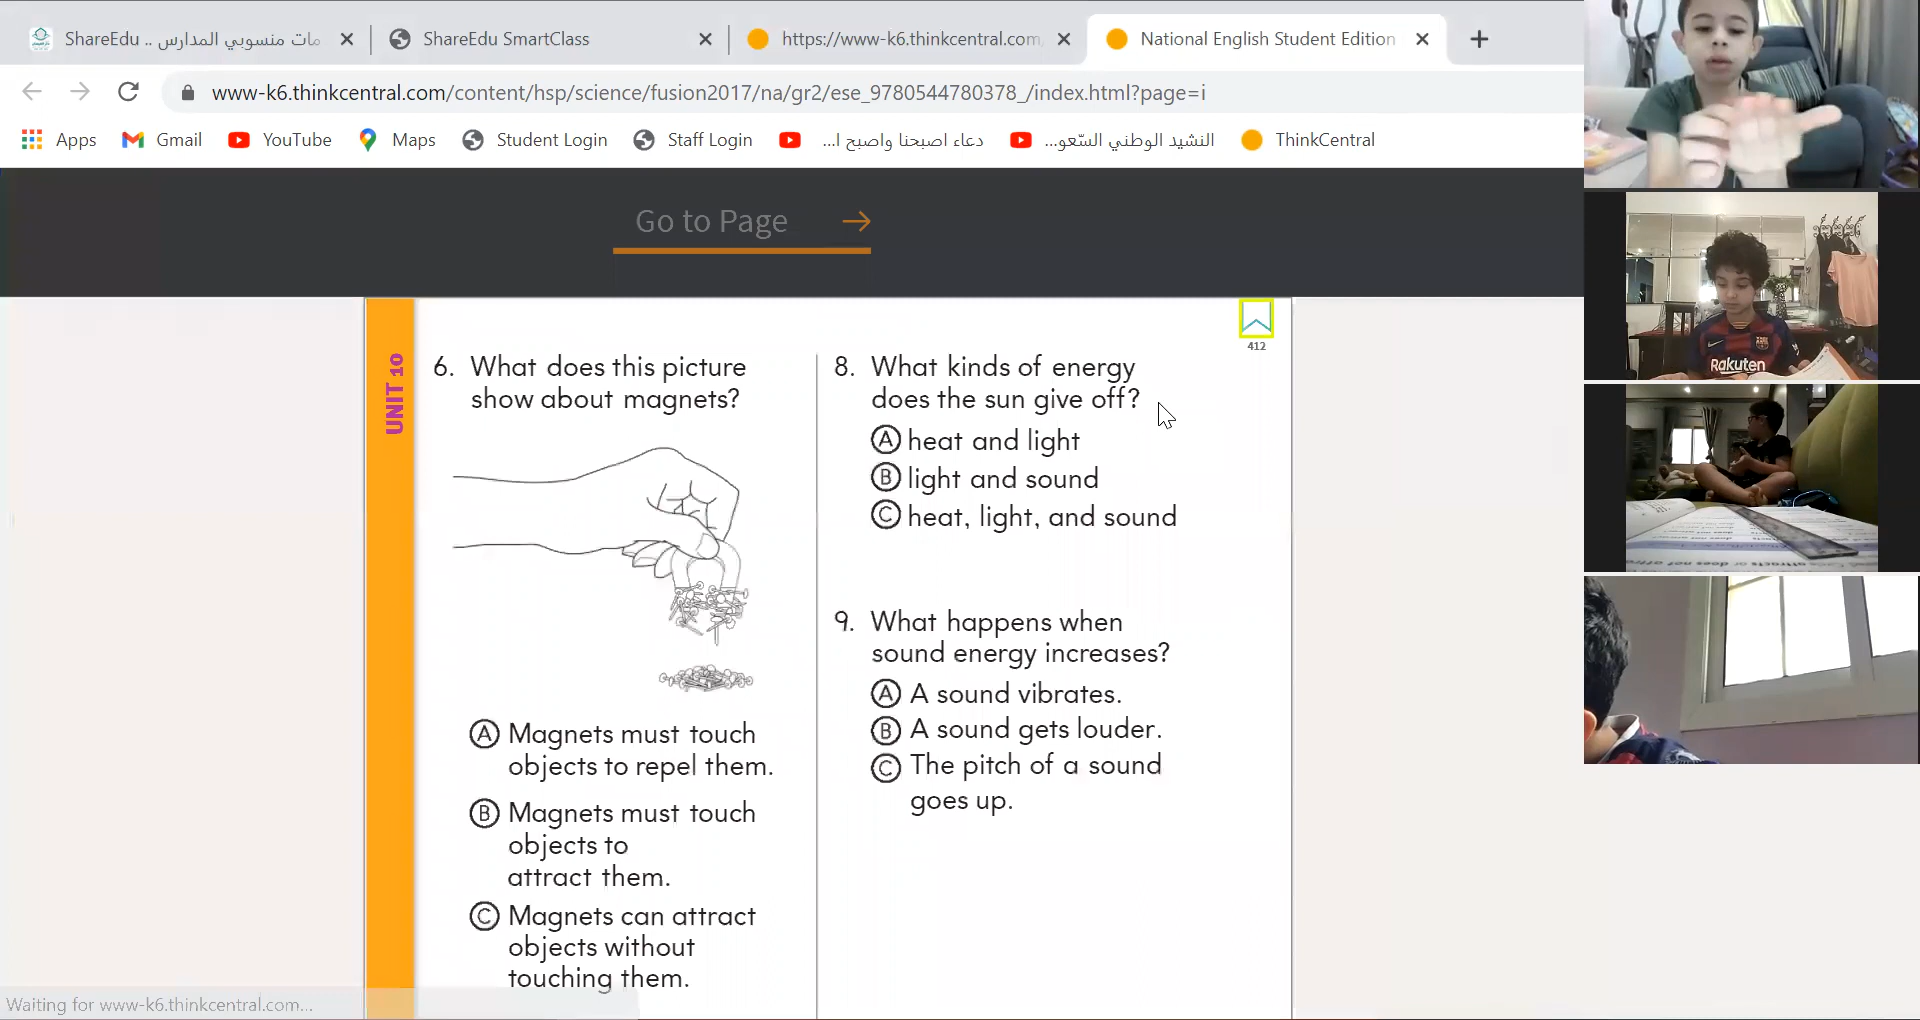 ShareEdu .. مات منسوبي المدارس
ShareEdu SmartClass
https://www-k6.thinkcentral.com,
National English Student Edition
www-k6.thinkcentral.com/content/hsp/science/fusion2017/na/gr2/ese_9780544780378_/index.html?page=i
Apps
Gmail
YouTube
Maps
Student Login
Staff Login
دعاء اصبحنا واصبح ا...
النشيد الوطني السّعو...
ThinkCentral
Go to Page
412
UNIT 10
6. What does this picture
show about magnets?
A Magnets must touch
objects to repel them.
B Magnets must touch
objects to
attract them.
C Magnets can attract
objects without
touching them.
8. What kinds of energy
does the sun give off?
A heat and light
B light and sound
C heat, light, and sound
9. What happens when
sound energy increases?
A A sound vibrates.
B A sound gets louder.
C The pitch of a sound
goes up.
Waiting for www-k6.thinkcentral.com...
Rakuten